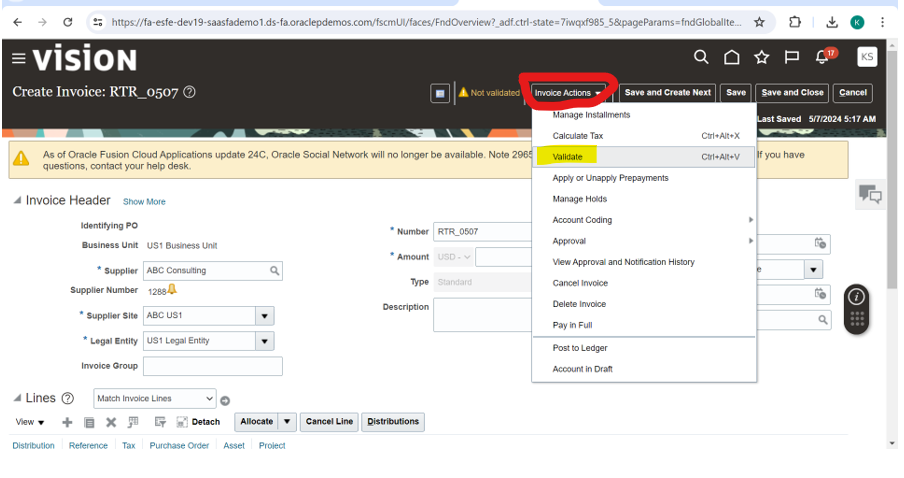 https://fa-esfe-dev19-saasfademo1.ds-fa.oraclepdemos.com/fscmUI/faces/FndOverview?_adf.ctrl-state=7iwqxf985_5&pageParams=fndGlobalIte...
K
VISION
17
KS
Create Invoice: RTR_0507
Not validated
Invoice Actions
Save and Create Next
Save
Save and Close
Cancel
Last Saved 5/7/2024 5:17 AM
As of Oracle Fusion Cloud Applications update 24C, Oracle Social Network will no longer be available. Note 2965
If you have
questions, contact your help desk.
Manage Installments
Calculate Tax Ctrl+Alt+X
Validate Ctrl+Alt+V
Apply or Unapply Prepayments
Manage Holds
Account Coding
Approval
View Approval and Notification History
Cancel Invoice
Delete Invoice
Pay in Full
Post to Ledger
Account in Draft
Invoice Header Show More
Identifying PO
Business Unit US1 Business Unit
* Supplier ABC Consulting
Supplier Number 1288
* Supplier Site ABC US1
* Legal Entity US1 Legal Entity
Invoice Group
* Number RTR_0507
* Amount USD -
Type Standard
Description
e
Lines ? Match Invoice Lines
View Detach Allocate Cancel Line Distributions
Distribution Reference Tax Purchase Order Asset Project